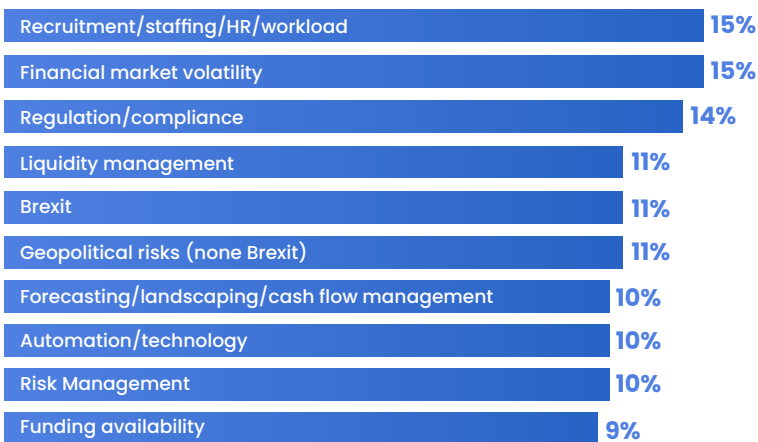 Recruitment/staffing/HR/workload 15%
Financial market volatility 15%
Regulation/compliance 14%
Liquidity management 11%
Brexit 11%
Geopolitical risks (none Brexit) 11%
Forecasting/landscaping/cash flow management 10%
Automation/technology 10%
Risk Management 10%
Funding availability 9%